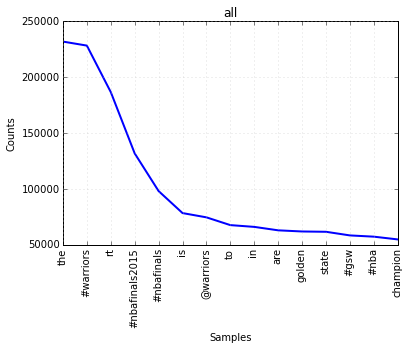 all
250000
200000
150000
100000
50000
Counts
the
#warriors
rt
#nbafinals2015
#nbafinals
is
@warriors
to
in
are
golden
state
#gsw
#nba
champion
Samples